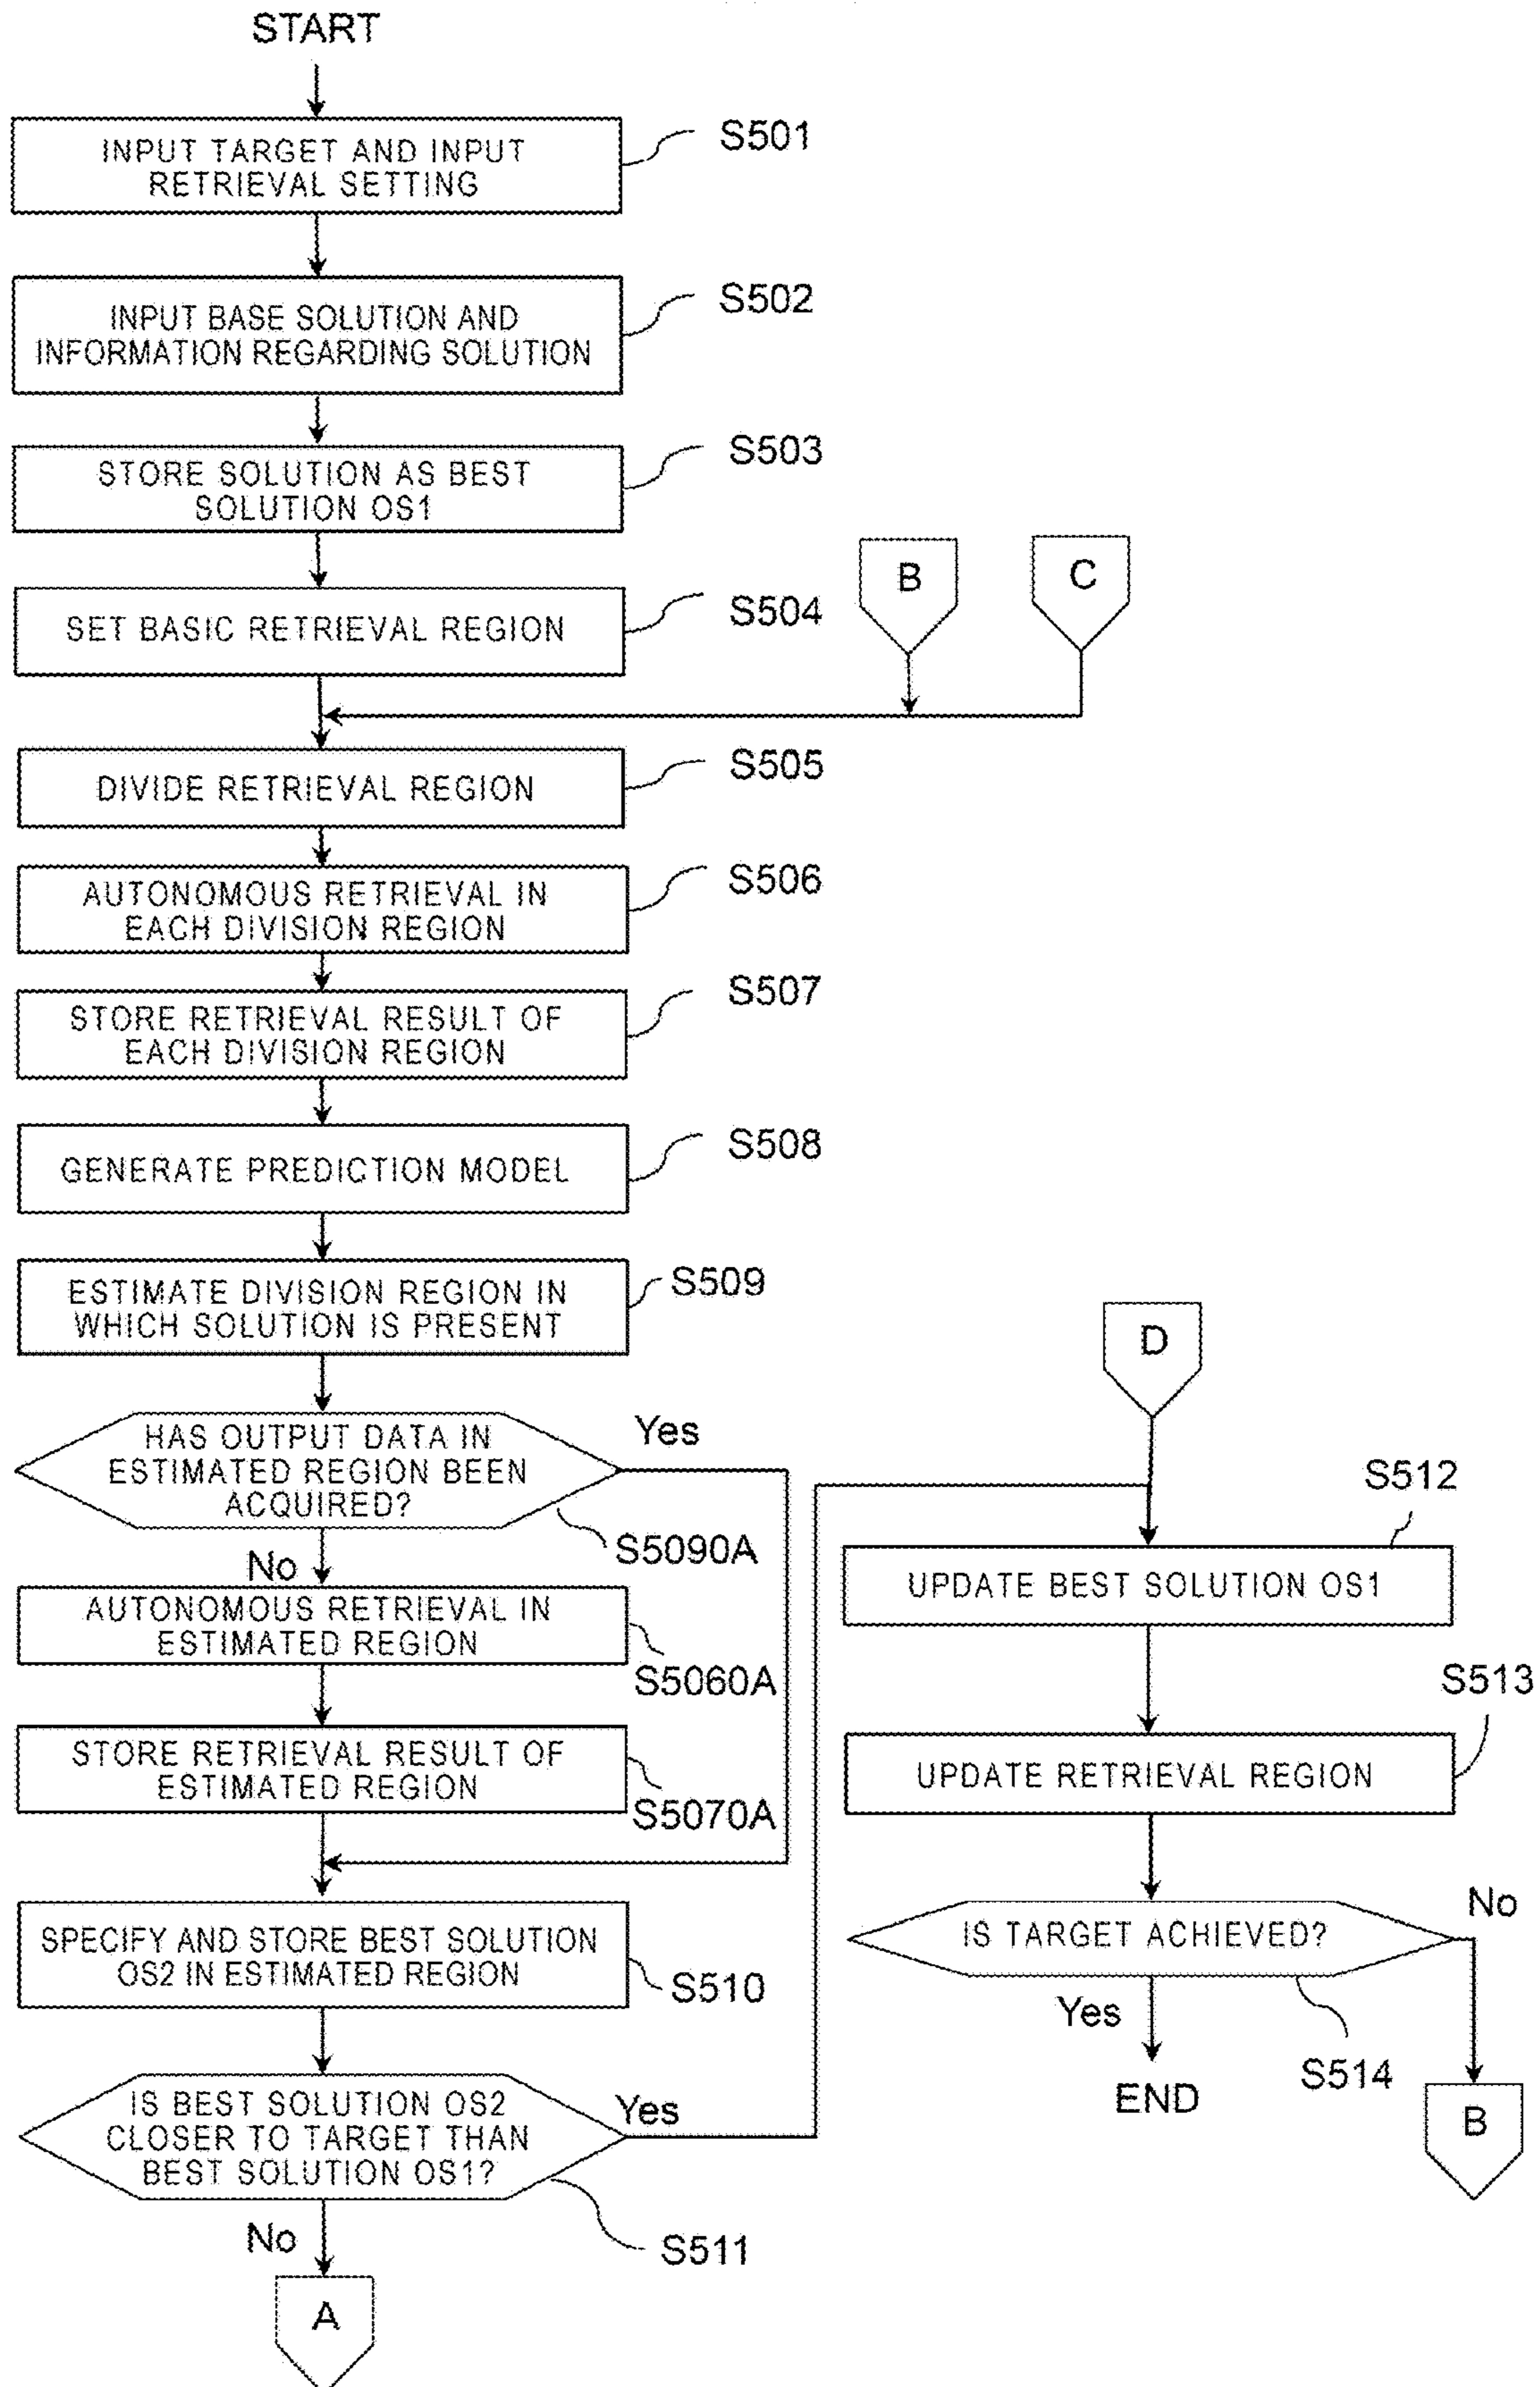 START
INPUT TARGET AND INPUT
RETRIEVAL SETTING
S501
INPUT BASE SOLUTION AND
INFORMATION REGARDING SOLUTION
S502
STORE SOLUTION AS BEST
SOLUTION OS1
S503
SET BASIC RETRIEVAL REGION
S504
B
C
DIVIDE RETRIEVAL REGION
S505
AUTONOMOUS RETRIEVAL IN
EACH DIVISION REGION
S506
STORE RETRIEVAL RESULT OF
EACH DIVISION REGION
S507
GENERATE PREDICTION MODEL
S508
ESTIMATE DIVISION REGION IN
WHICH SOLUTION IS PRESENT
S509
HAS OUTPUT DATA IN
ESTIMATED REGION BEEN
ACQUIRED?
Yes
S5090A
No
AUTONOMOUS RETRIEVAL IN
ESTIMATED REGION
S5060A
STORE RETRIEVAL RESULT OF
ESTIMATED REGION
S5070A
SPECIFY AND STORE BEST SOLUTION
OS2 IN ESTIMATED REGION
S510
IS BEST SOLUTION OS2
CLOSER TO TARGET THAN
BEST SOLUTION OS1?
Yes
S511
No
A
D
S512
UPDATE BEST SOLUTION OS1
S513
UPDATE RETRIEVAL REGION
IS TARGET ACHIEVED?
No
Yes
S514
END
B